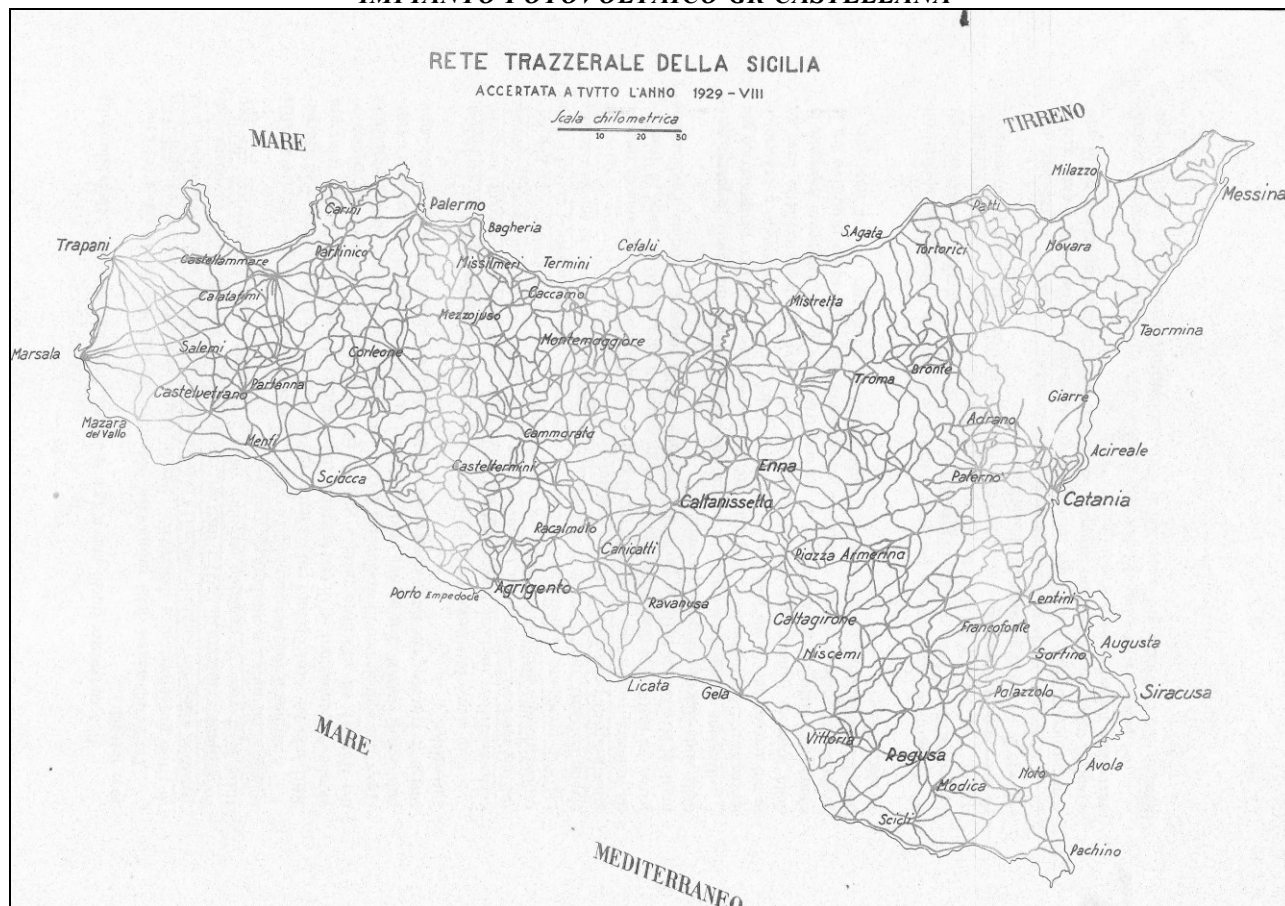 IMPIANTO FOTOVOLTAICO GR CASTELLANA
RETE TRAZZERALE DELLA SICILIA
ACCERTATA A TVTTO L'ANNO 1929 - VIII
Scala chilometrica
10 20 30
MARE
TIRRENO
Milazzo
Messina
Carini
Palermo
Patti
Bagheria
S.Agata
Trapani
Castellammare
Partinico
Missilmeri
Termini
Cefalù
Tortorici
Novara
Calatafimi
Caccamo
Mistretta
Mezzojuso
Taormina
Marsala
Salemi
Corleone
Montemaggiore
Castelvetrano
Partanna
Troina
Bronte
Giarre
Mazara
del Vallo
Menfi
Cammarata
Adrano
Acireale
Sciacca
Casteltermini
Enna
Paternò
Caltanissetta
Catania
Racalmuto
Canicatti
Piazza Armerina
Porto Empedocle
Agrigento
Ravanusa
Caltagirone
Lentini
Francofonte
Augusta
Niscemi
Sortino
Licata
Gela
Palazzolo
Siracusa
MARE
Vittoria
Ragusa
Avola
Modica
Noto
Scicli
Pachino
MEDITERRANEO